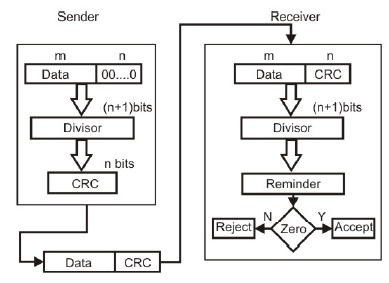 Sender
m n
Data 00....0
(n+1)bits
Divisor
n bits
CRC
Data CRC
Receiver
m n
Data CRC
(n+1)bits
Divisor
Reminder
N Y
Reject Zero Accept